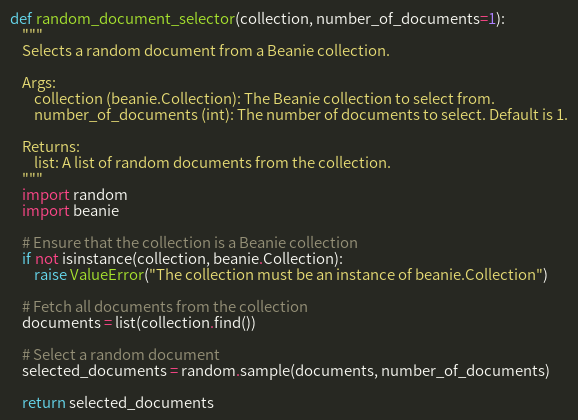 def random_document_selector(collection, number_of_documents=1):
"""
Selects a random document from a Beanie collection.
Args:
collection (beanie.Collection): The Beanie collection to select from.
number_of_documents (int): The number of documents to select. Default is 1.
Returns:
list: A list of random documents from the collection.
"""
import random
import beanie
# Ensure that the collection is a Beanie collection
if not isinstance(collection, beanie.Collection):
raise ValueError("The collection must be an instance of beanie.Collection")
# Fetch all documents from the collection
documents = list(collection.find())
# Select a random document
selected_documents = random.sample(documents, number_of_documents)
return selected_documents